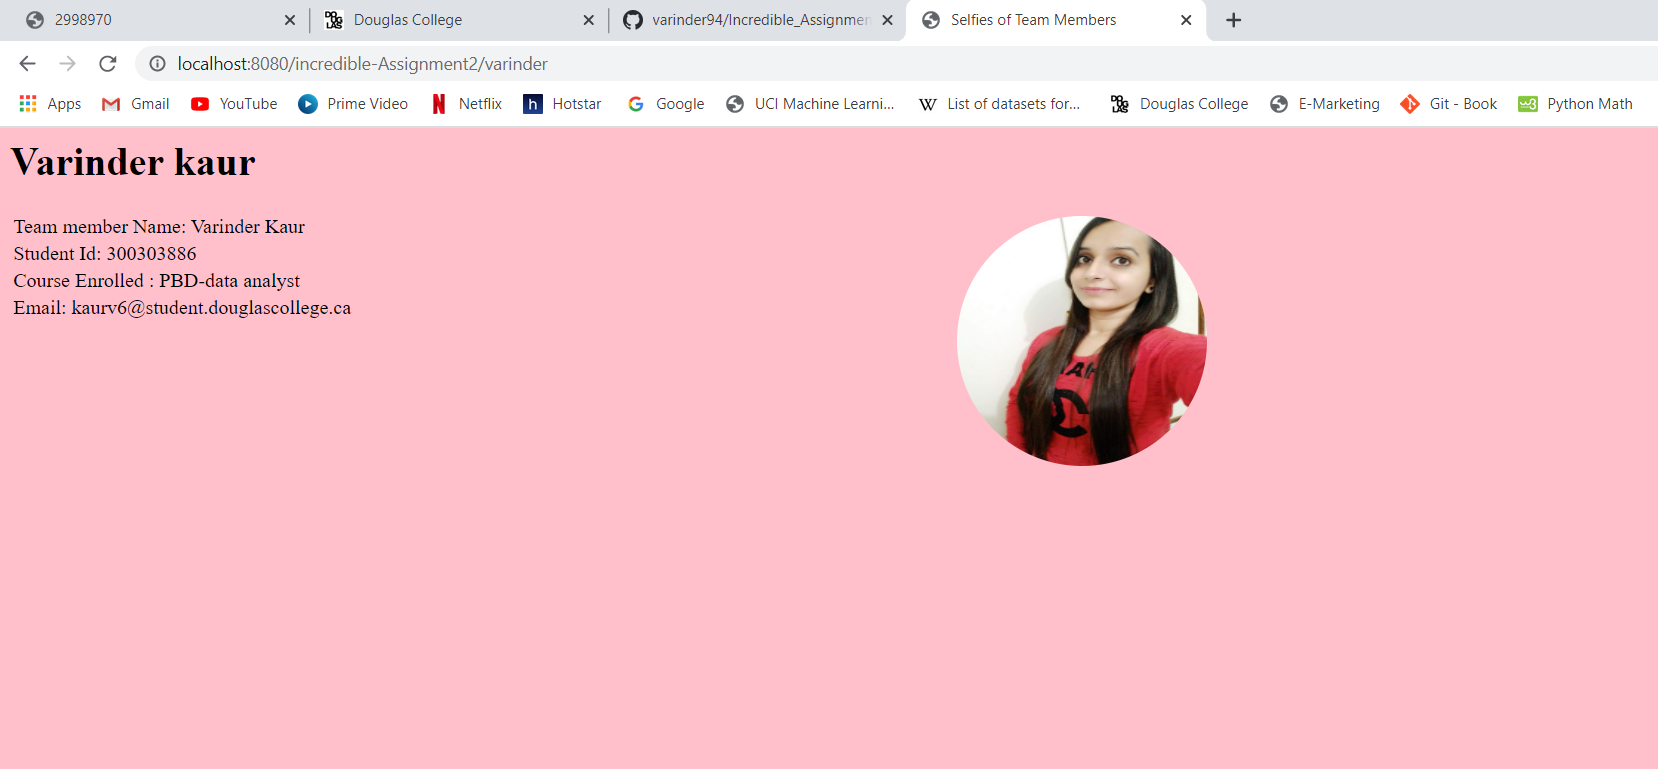 2998970
Douglas College
varinder94/Incredible_Assignmen
Selfies of Team Members
localhost:8080/incredible-Assignment2/varinder
Apps
Gmail
YouTube
Prime Video
Netflix
h Hotstar
Google
UCI Machine Learni...
W List of datasets for...
Douglas College
E-Marketing
Git - Book
Python Math
Varinder kaur
Team member Name: Varinder Kaur
Student Id: 300303886
Course Enrolled : PBD-data analyst
Email: kaurv6@student.douglascollege.ca